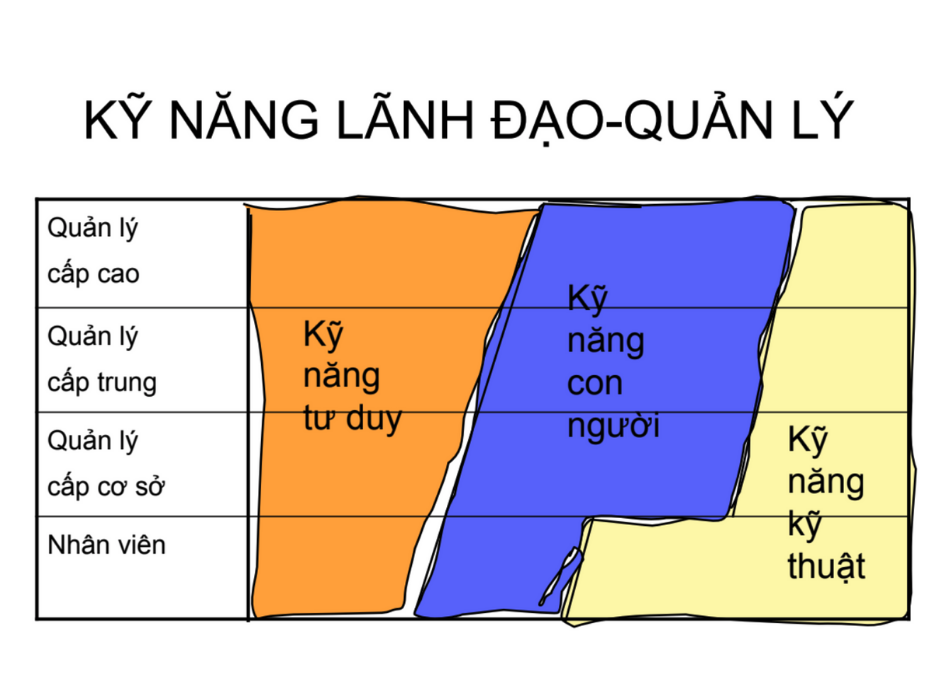 KỸ NĂNG LÃNH ĐẠO-QUẢN LÝ
Quản lý
cấp cao
Quản lý
cấp trung
Quản lý
cấp cơ sở
Nhân viên
Kỹ
năng
tư duy
Kỹ
năng
con
người
Kỹ
năng
kỹ
thuật